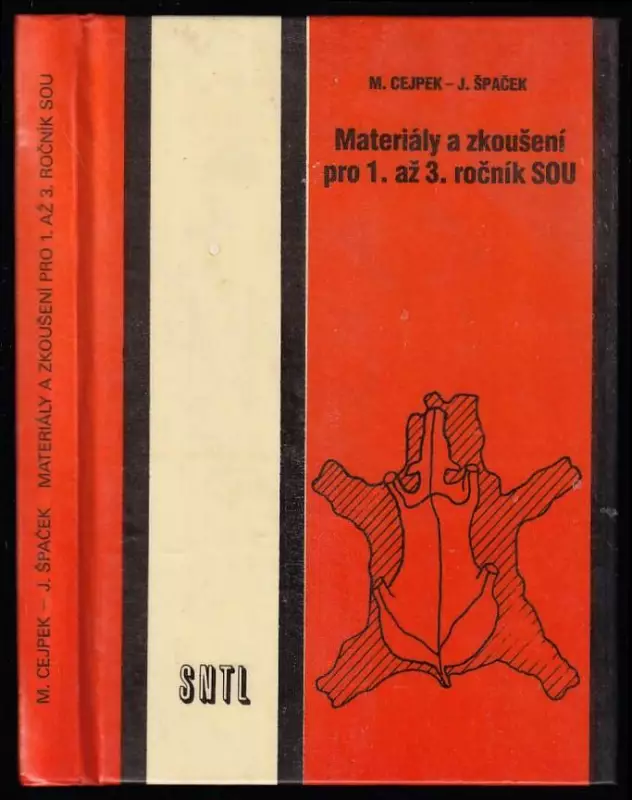 M. CEJPEK – J. ŠPAČEK MATERIÁLY A ZKOUŠENÍ PRO 1. AŽ 3. ROČNÍK SOU
M. CEJPEK – J. ŠPAČEK
Materiály a zkoušení
pro 1. až 3. ročník SOU
SNTL